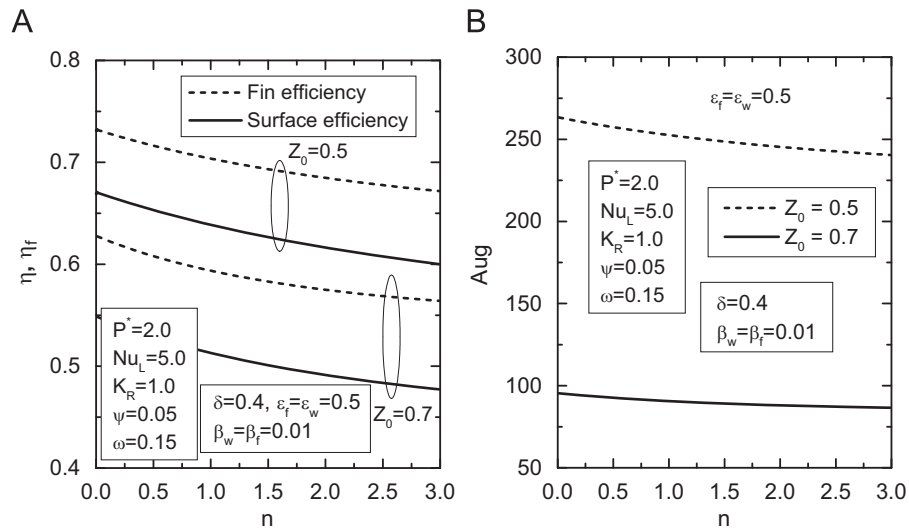 A
0.8
0.7
0.6
0.5
0.4
η, η_f
Fin efficiency
Surface efficiency
Z_0=0.5
P^*=2.0
Nu_L=5.0
K_R=1.0
ψ=0.05
ω=0.15
δ=0.4, ε_f=ε_w=0.5
β_w=β_f=0.01
Z_0=0.7
0.0 0.5 1.0 1.5 2.0 2.5 3.0
n
B
300
250
200
150
100
50
Aug
ε_f=ε_w=0.5
P^*=2.0
Nu_L=5.0
K_R=1.0
ψ=0.05
ω=0.15
Z_0 = 0.5
Z_0 = 0.7
δ=0.4
β_w=β_f=0.01
0.0 0.5 1.0 1.5 2.0 2.5 3.0
n